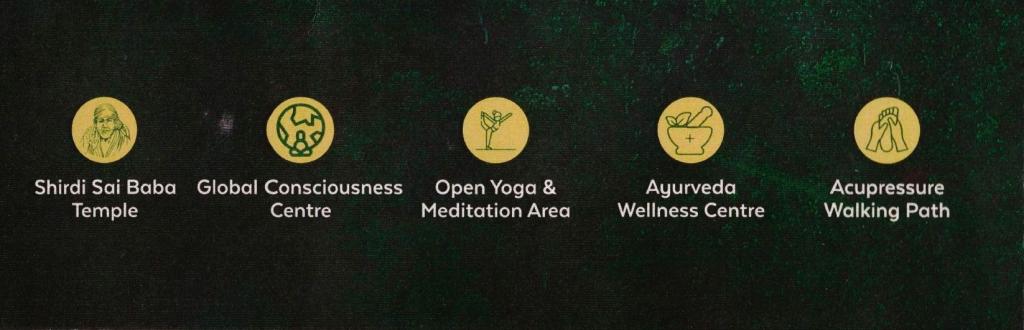 Shirdi Sai Baba
Temple
Global Consciousness
Centre
Open Yoga &
Meditation Area
Ayurveda
Wellness Centre
Acupressure
Walking Path